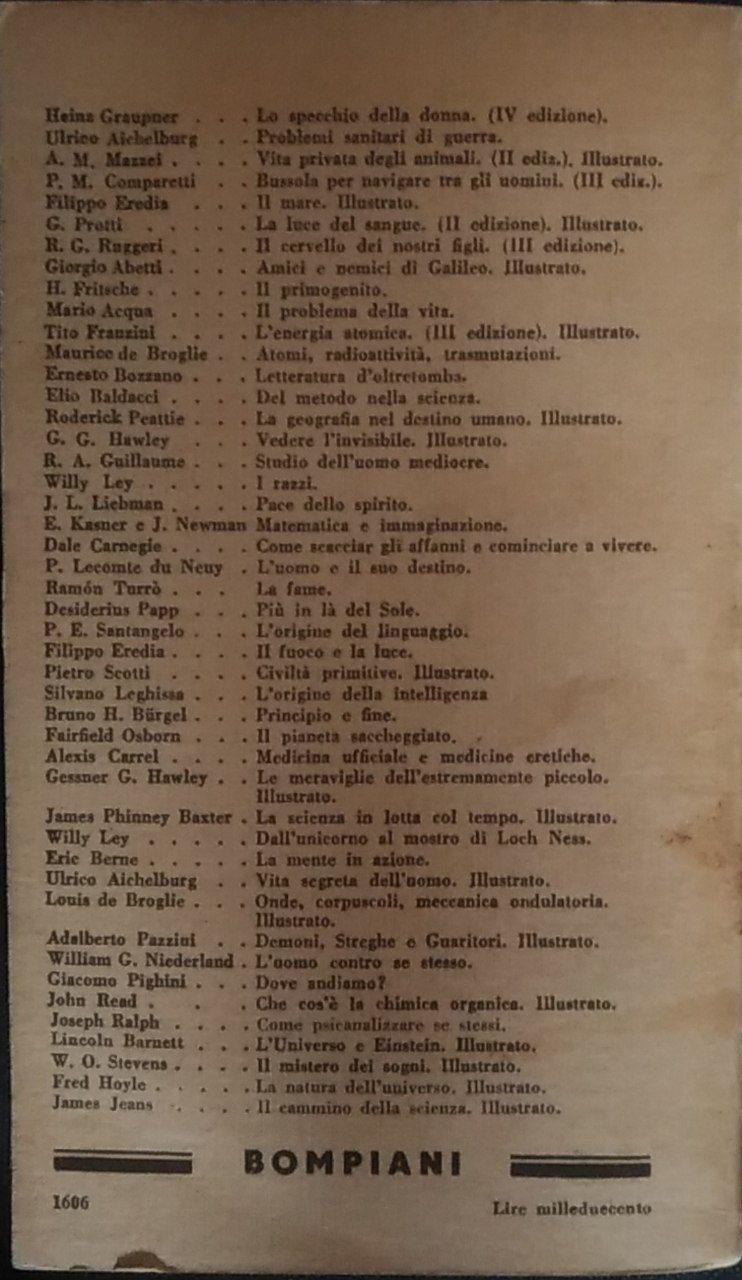 Heinz Graupner . . . Lo specchio della donna. (IV edizione).
Ulrico Aichelburg . . Problemi sanitari di guerra.
A. M. Mazzei . . . . Vita privata degli animali. (II ediz.). Illustrato.
P. M. Comparetti . . Bussola per navigare tra gli uomini. (III ediz.).
Filippo Eredia . . . Il mare. Illustrato.
G. Protti . . . . . La luce del sangue. (II edizione). Illustrato.
R. G. Ruggeri . . . . Il cervello dei nostri figli. (III edizione).
Giorgio Abetti . . . . Amici e nemici di Galileo. Illustrato.
H. Fritsche . . . . . Il primogenito.
Mario Acqua . . . . Il problema della vita.
Tito Franzini . . . . L'energia atomica. (III edizione). Illustrato.
Maurice de Broglie . . Atomi, radioattività, trasmutazioni.
Ernesto Bozzano . . . Letteratura d'oltretomba.
Elio Baldacci . . . . Del metodo nella scienza.
Roderick Peattie . . . La geografia nel destino umano. Illustrato.
G. G. Hawley . . . Vedere l'invisibile. Illustrato.
R. A. Guillaume . . . Studio dell'uomo mediocre.
Willy Ley . . . . . I razzi.
J. L. Liebman . . . . Pace dello spirito.
E. Kasner e J. Newman Matematica e immaginazione.
Dale Carnegie . . . . Come scacciar gli affanni e cominciare a vivere.
P. Lecomte du Neuy . L'uomo e il suo destino.
Ramón Turrò . . . La fame.
Desiderius Papp . . . Più in là del Sole.
P. E. Santangelo . . . L'origine del linguaggio.
Filippo Eredia . . . . Il fuoco e la luce.
Pietro Scotti . . . . Civiltà primitive. Illustrato.
Silvano Leghissa . . . L'origine della intelligenza
Bruno H. Bürgel . . . Principio e fine.
Fairfield Osborn . . . Il pianeta saccheggiato.
Alexis Carrel . . . . Medicina ufficiale e medicine eretiche.
Gessner G. Hawley . . Le meraviglie dell'estremamente piccolo.
Illustrato.
James Phinney Baxter . La scienza in lotta col tempo. Illustrato.
Willy Ley . . . . . Dall'unicorno al mostro di Loch Ness.
Eric Berne . . . . . La mente in azione.
Ulrico Aichelburg . . Vita segreta dell'uomo. Illustrato.
Louis de Broglie . . . Onde, corpuscoli, meccanica ondulatoria.
Illustrato.
Adalberto Pazzini . . Demoni, Streghe e Guaritori. Illustrato.
William G. Niederland . L'uomo contro se stesso.
Giacomo Pighini . . . Dove andiamo?
John Read . . . Che cos'è la chimica organica. Illustrato.
Joseph Ralph . . . . Come psicanalizzare se stessi.
Lincoln Barnett . . . L'Universo e Einstein. Illustrato.
W. O. Stevens . . . . Il mistero dei sogni. Illustrato.
Fred Hoyle . . . . . La natura dell'universo. Illustrato.
James Jeans . . . . Il cammino della scienza. Illustrato.
BOMPIANI
1606
Lire milleduecento